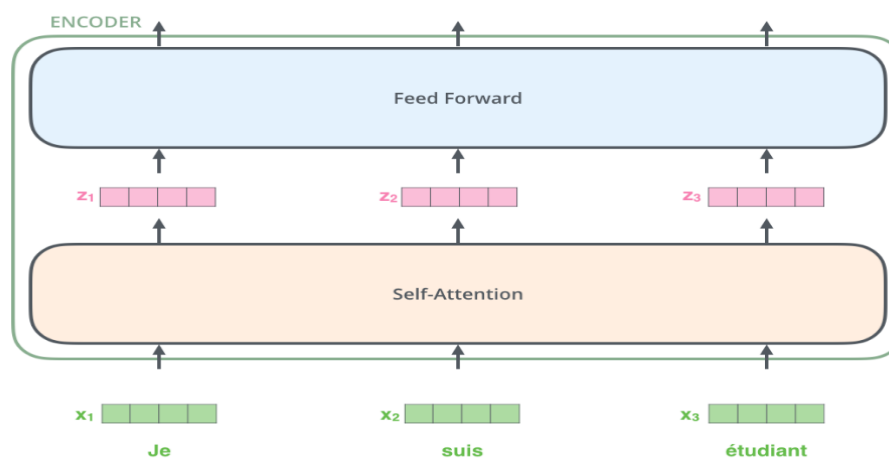 ENCODER
Feed Forward
z₁ z₂ z₃
Self-Attention
x₁ x₂ x₃
Je suis étudiant